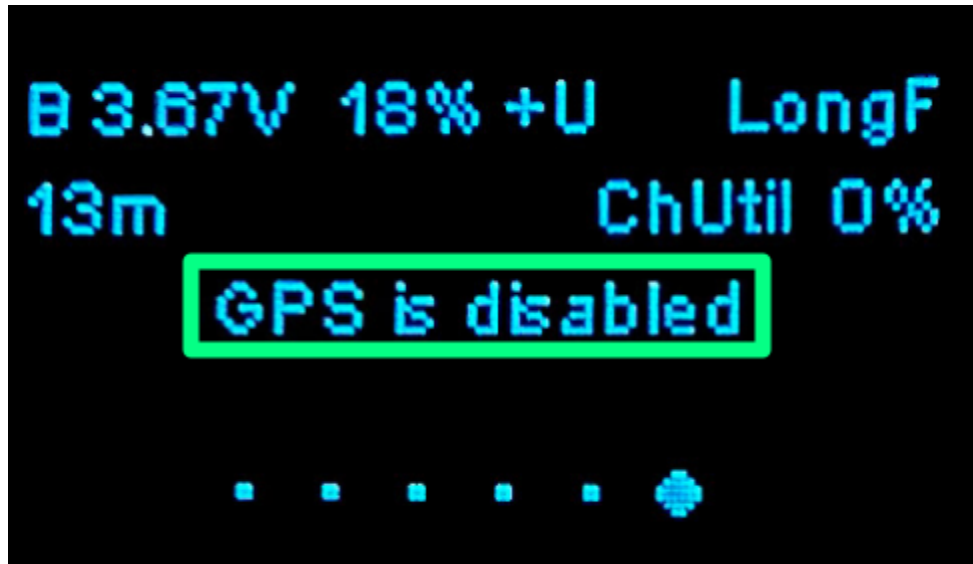 B 3.67V 18% +U LongF
13m ChUtil 0%
GPS is disabled